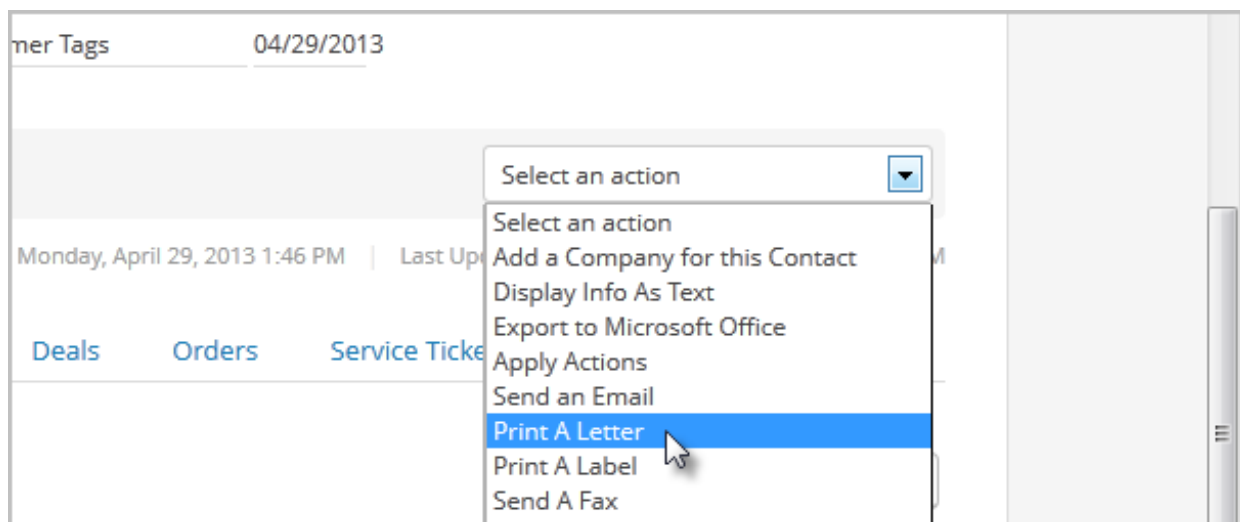 mer Tags 04/29/2013
Select an action
Select an action
Monday, April 29, 2013 1:46 PM | Last Up
Add a Company for this Contact
M
Display Info As Text
Export to Microsoft Office
Deals Orders Service Ticke
Apply Actions
Send an Email
Print A Letter
Print A Label
Send A Fax